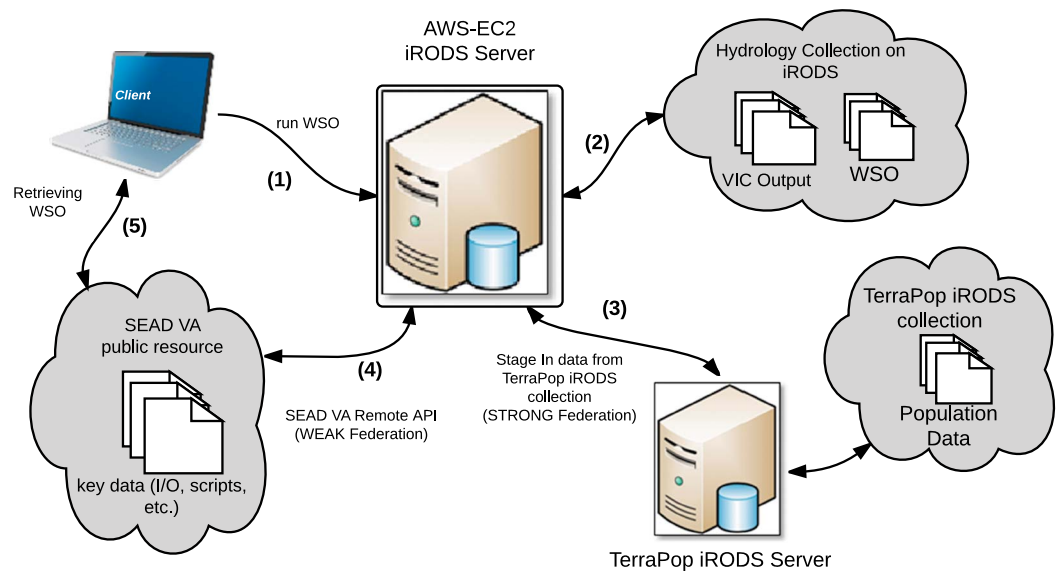 AWS-EC2
iRODS Server
Client
run WSO
(1)
(2)
Hydrology Collection on
iRODS
VIC Output
WSO
Retrieving
WSO
(5)
(3)
Stage In data from
TerraPop iRODS
collection
(STRONG Federation)
TerraPop iRODS
collection
Population
Data
SEAD VA
public resource
(4)
SEAD VA Remote API
(WEAK Federation)
key data (I/O, scripts,
etc.)
TerraPop iRODS Server